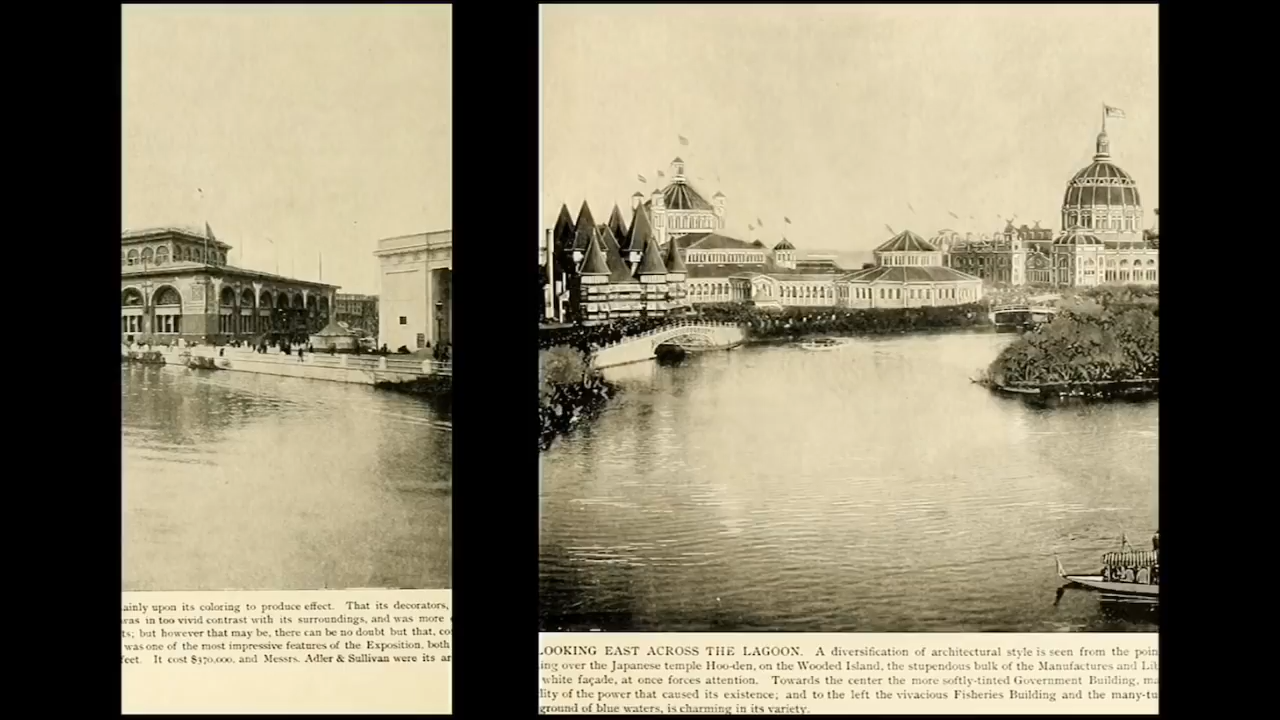 ainly upon its coloring to produce effect. That its decorators,
was in too vivid contrast with its surroundings, and was more
ts; but however that may be, there can be no doubt but that, co
was one of the most impressive features of the Exposition, both
feet. It cost $370,000, and Messrs. Adler & Sullivan were its ar
LOOKING EAST ACROSS THE LAGOON. A diversification of architectural style is seen from the poin
ing over the Japanese temple Hoo-den, on the Wooded Island, the stupendous bulk of the Manufactures and Lib
white façade, at once forces attention. Towards the center the more softly-tinted Government Building, ma
lity of the power that caused its existence; and to the left the vivacious Fisheries Building and the many-tu
ground of blue waters, is charming in its variety.